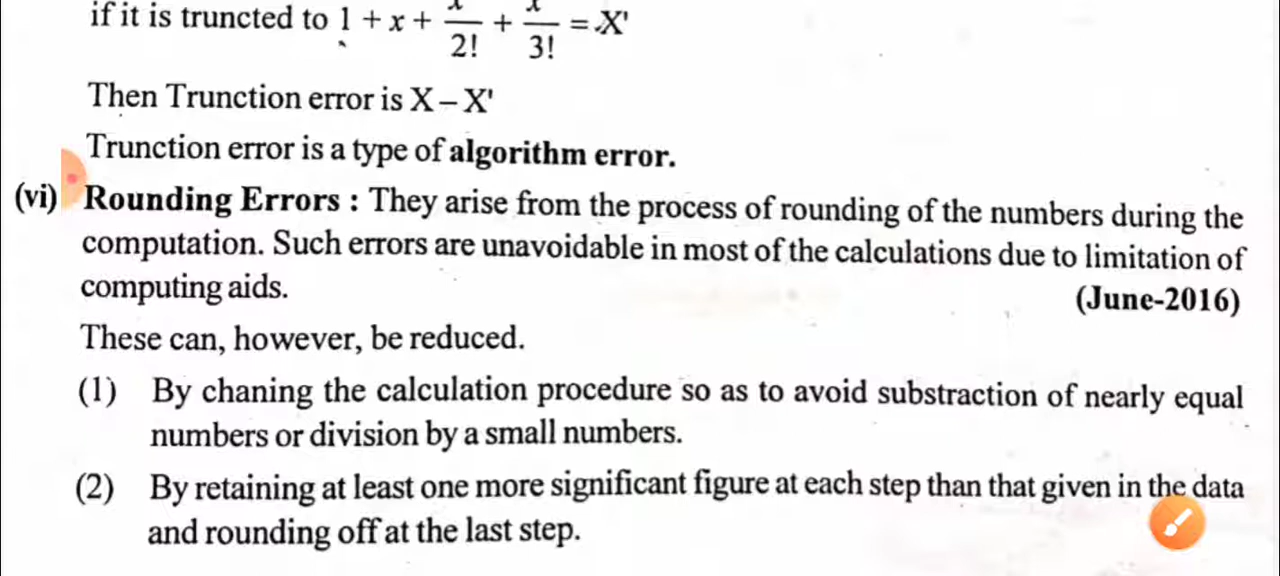 if it is truncted to 1 + x + x/2! + x/3! = X'
Then Trunction error is X – X'
Trunction error is a type of algorithm error.
(vi) Rounding Errors : They arise from the process of rounding of the numbers during the
computation. Such errors are unavoidable in most of the calculations due to limitation of
computing aids.
(June-2016)
These can, however, be reduced.
(1) By chaning the calculation procedure so as to avoid substraction of nearly equal
numbers or division by a small numbers.
(2) By retaining at least one more significant figure at each step than that given in the data
and rounding off at the last step.